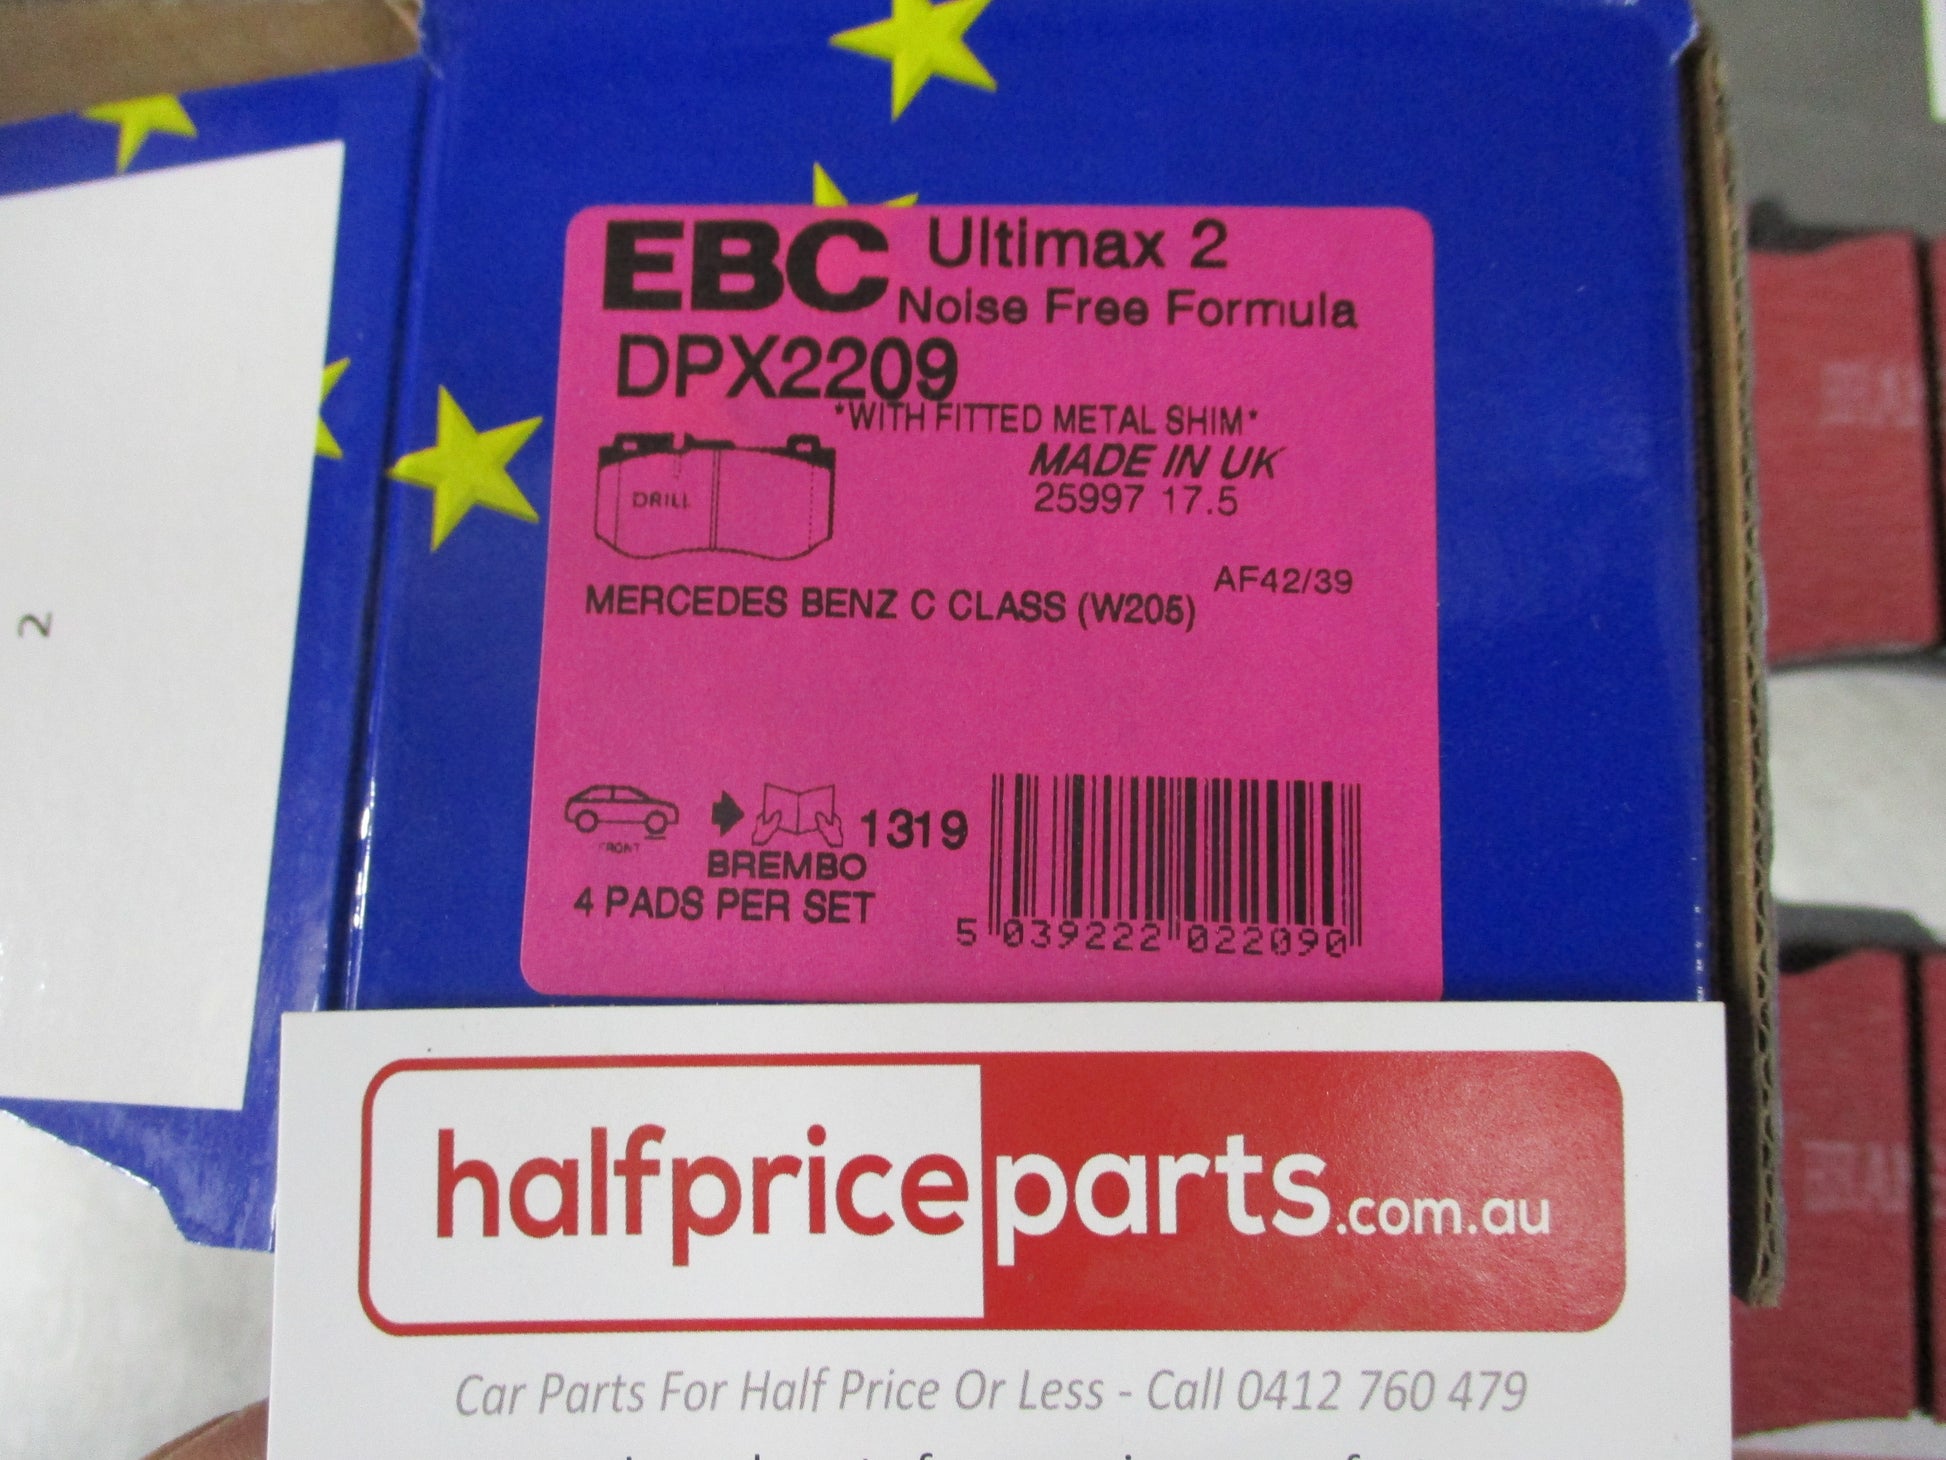 EBC Ultimax 2
Noise Free Formula
DPX2209
*WITH FITTED METAL SHIM*
MADE IN UK
25997 17.5
DRILL
AF42/39
MERCEDES BENZ C CLASS (W205)
FRONT
1319
BREMBO
4 PADS PER SET
5 039222 022090
2
halfpriceparts.com.au
Car Parts For Half Price Or Less - Call 0412 760 479